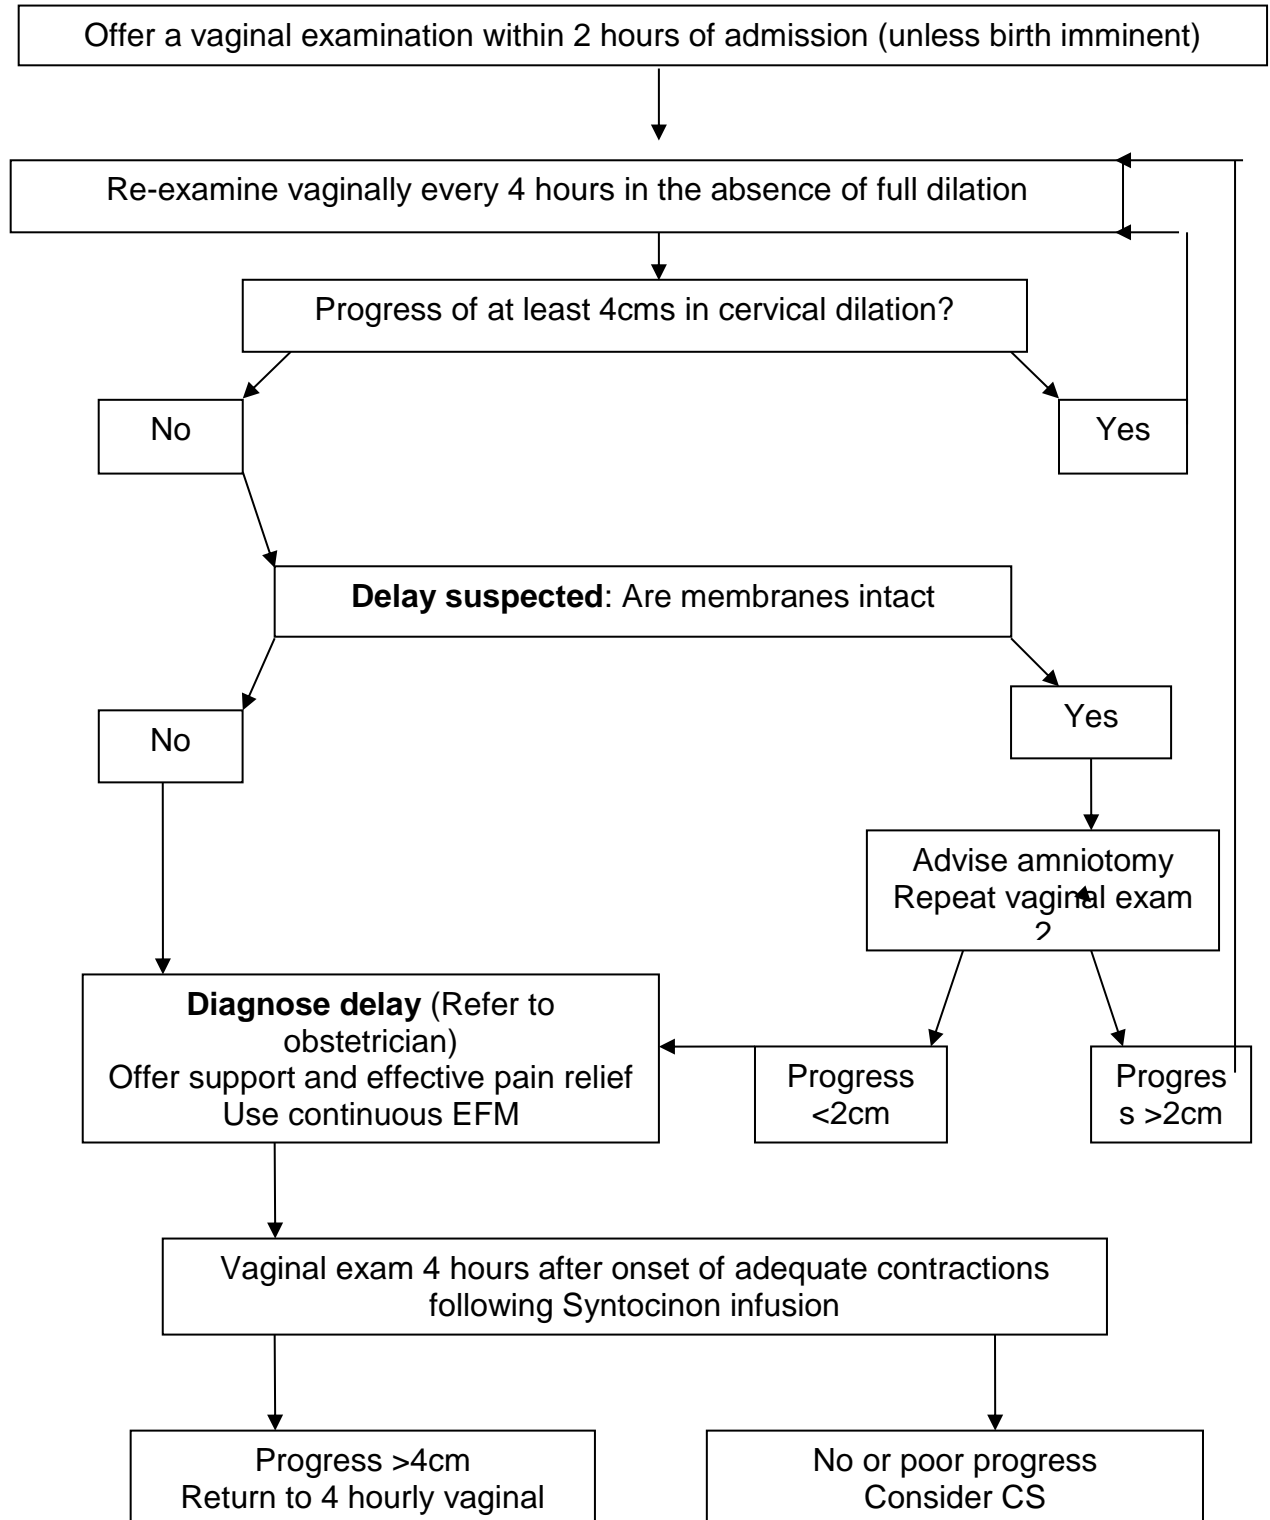 Offer a vaginal examination within 2 hours of admission (unless birth imminent)
Re-examine vaginally every 4 hours in the absence of full dilation
Progress of at least 4cms in cervical dilation?
No
Yes
Delay suspected: Are membranes intact
No
Yes
Advise amniotomy
Repeat vaginal exam
2
Diagnose delay (Refer to
obstetrician)
Offer support and effective pain relief
Use continuous EFM
Progress
<2cm
Progres
s >2cm
Vaginal exam 4 hours after onset of adequate contractions
following Syntocinon infusion
Progress >4cm
Return to 4 hourly vaginal
No or poor progress
Consider CS